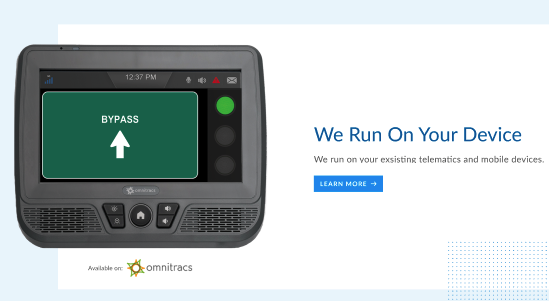 12:37 PM
BYPASS
omnitracs
We Run On Your Device
We run on your exsisting telematics and mobile devices.
LEARN MORE →
Available on: omnitracs